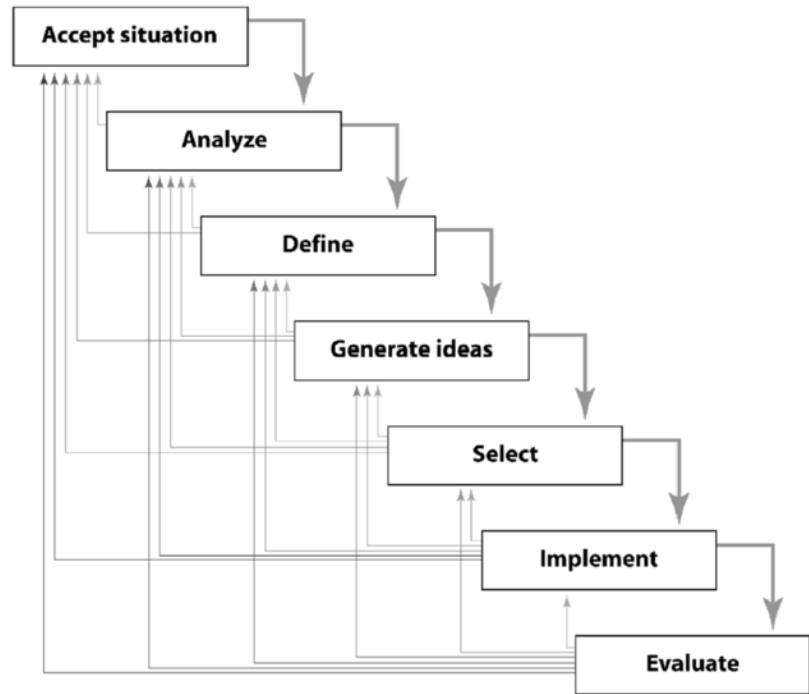 Accept situation
Analyze
Define
Generate ideas
Select
Implement
Evaluate